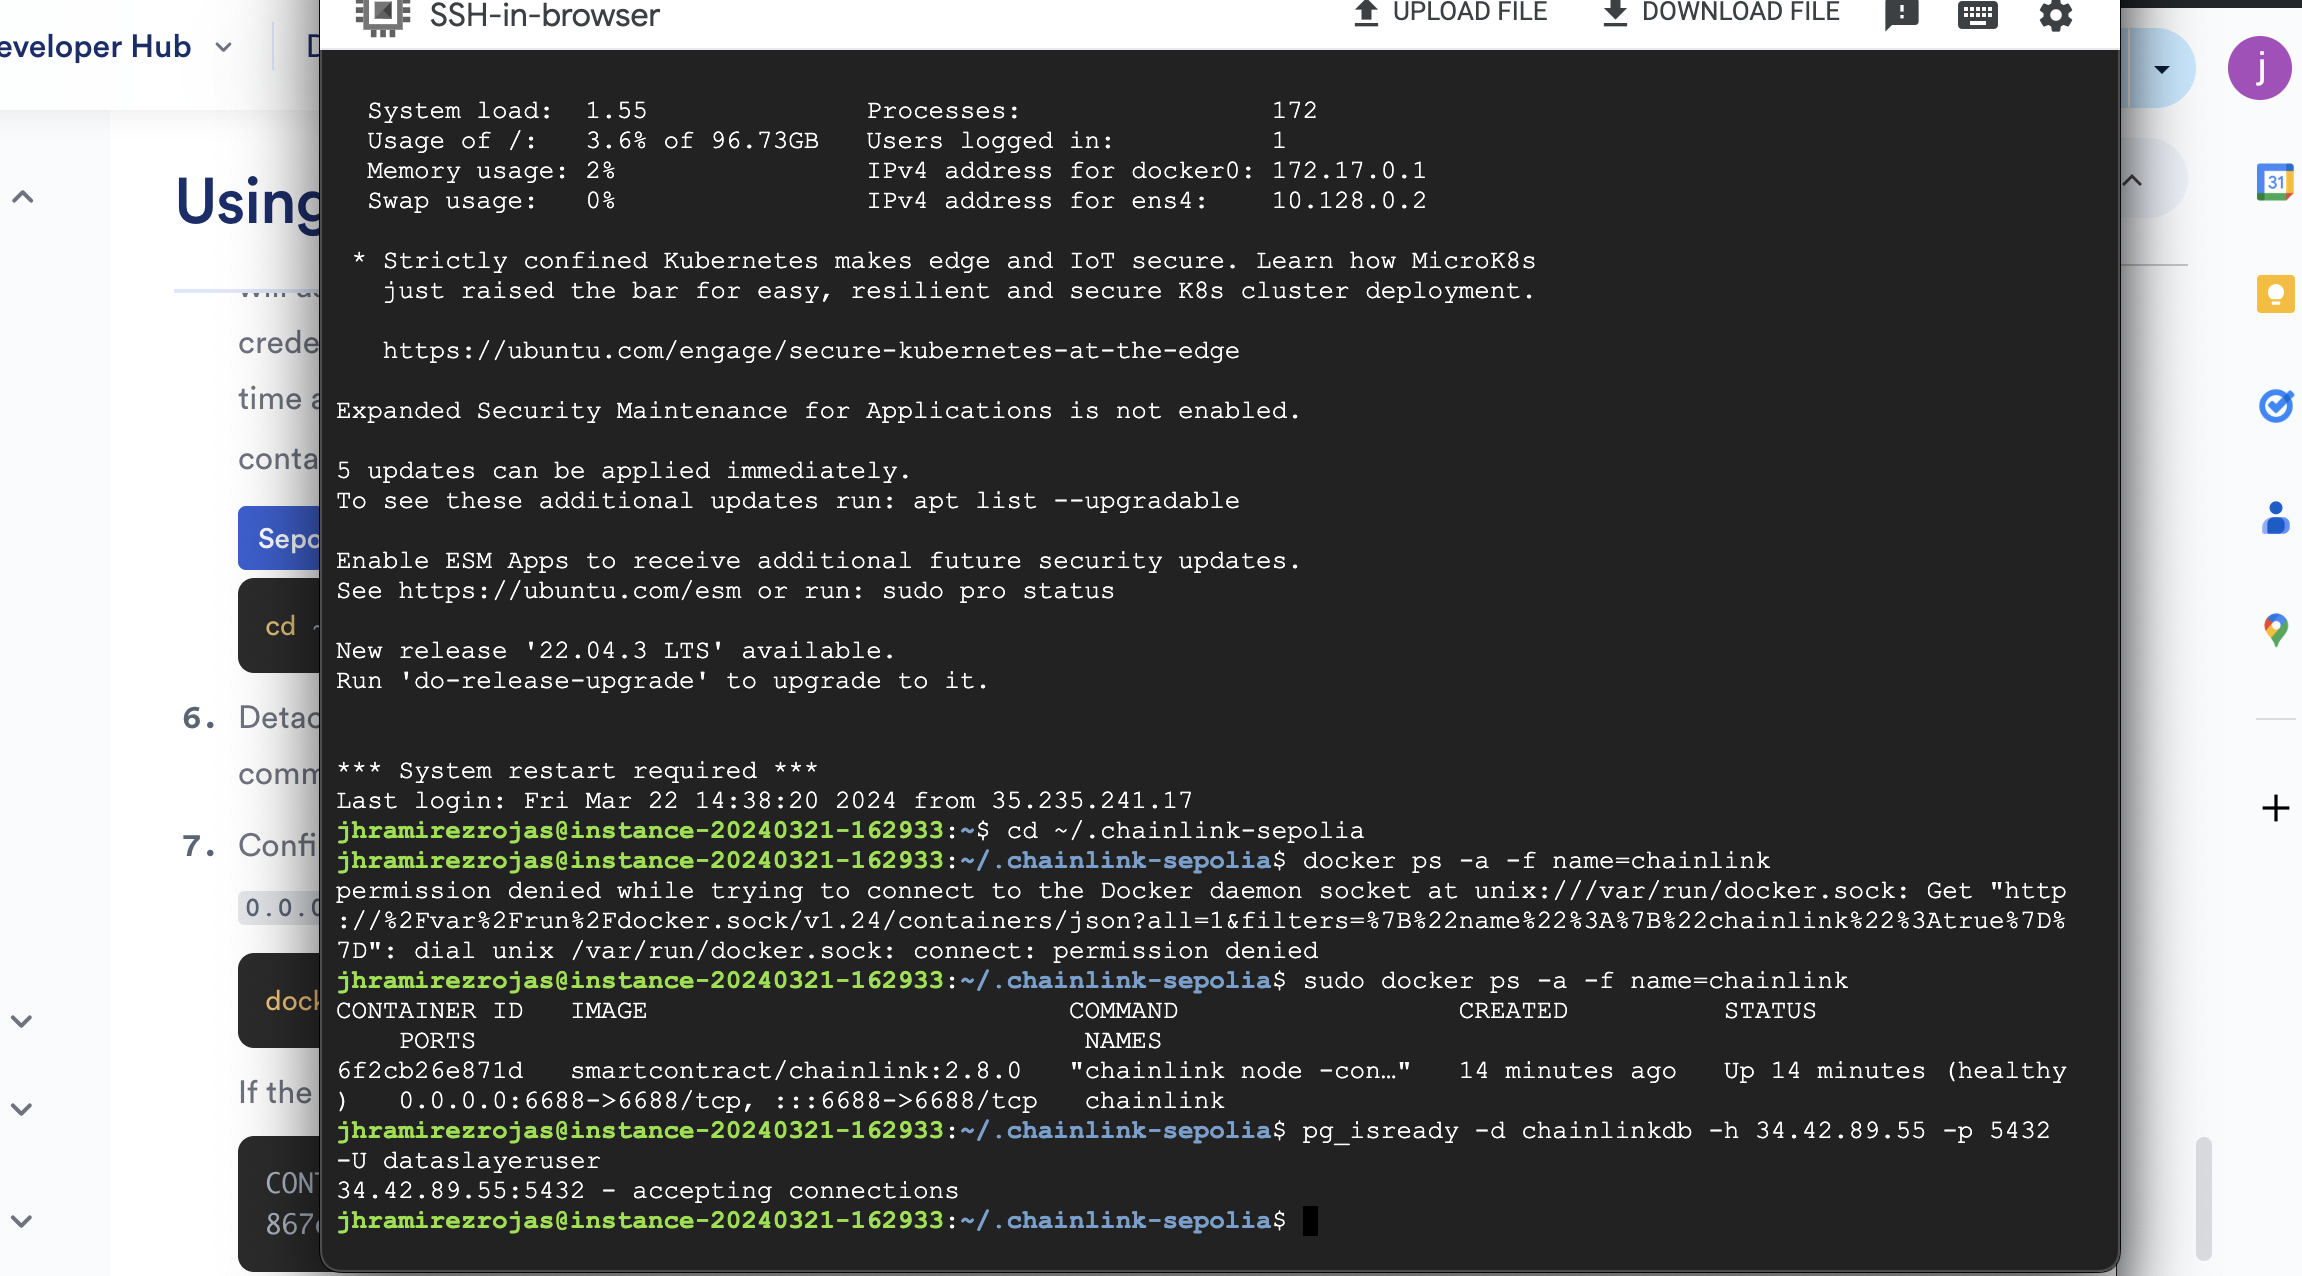 SSH-in-browser
UPLOAD FILE
DOWNLOAD FILE
eveloper Hub
j
31
Using
crede
time a
conta
Sepo
cd ~
6. Detac
comm
7. Confi
0.0.0
dock
If the
CONT
867
System load: 1.55 Processes: 172
Usage of /: 3.6% of 96.73GB Users logged in: 1
Memory usage: 2% IPv4 address for docker0: 172.17.0.1
Swap usage: 0% IPv4 address for ens4: 10.128.0.2
* Strictly confined Kubernetes makes edge and IoT secure. Learn how MicroK8s
just raised the bar for easy, resilient and secure K8s cluster deployment.
https://ubuntu.com/engage/secure-kubernetes-at-the-edge
Expanded Security Maintenance for Applications is not enabled.
5 updates can be applied immediately.
To see these additional updates run: apt list --upgradable
Enable ESM Apps to receive additional future security updates.
See https://ubuntu.com/esm or run: sudo pro status
New release '22.04.3 LTS' available.
Run 'do-release-upgrade' to upgrade to it.
*** System restart required ***
Last login: Fri Mar 22 14:38:20 2024 from 35.235.241.17
jhramirezrojas@instance-20240321-162933:~$ cd ~/.chainlink-sepolia
jhramirezrojas@instance-20240321-162933:~/.chainlink-sepolia$ docker ps -a -f name=chainlink
permission denied while trying to connect to the Docker daemon socket at unix:///var/run/docker.sock: Get "http
://%2Fvar%2Frun%2Fdocker.sock/v1.24/containers/json?all=1&filters=%7B%22name%22%3A%7B%22chainlink%22%3Atrue%7D%
7D": dial unix /var/run/docker.sock: connect: permission denied
jhramirezrojas@instance-20240321-162933:~/.chainlink-sepolia$ sudo docker ps -a -f name=chainlink
CONTAINER ID IMAGE COMMAND CREATED STATUS
PORTS NAMES
6f2cb26e871d smartcontract/chainlink:2.8.0 "chainlink node -con…" 14 minutes ago Up 14 minutes (healthy
) 0.0.0.0:6688->6688/tcp, :::6688->6688/tcp chainlink
jhramirezrojas@instance-20240321-162933:~/.chainlink-sepolia$ pg_isready -d chainlinkdb -h 34.42.89.55 -p 5432
-U dataslayeruser
34.42.89.55:5432 - accepting connections
jhramirezrojas@instance-20240321-162933:~/.chainlink-sepolia$